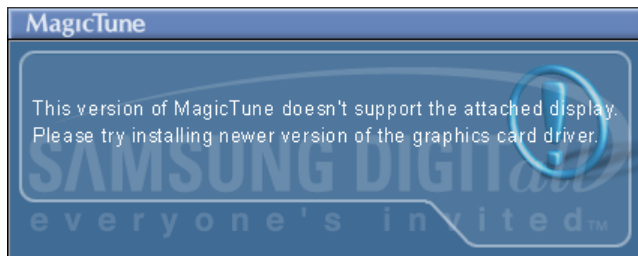 MagicTune
This version of MagicTune doesn't support the attached display.
Please try installing newer version of the graphics card driver.
SAMSUNG DIGITall
everyone's invited™